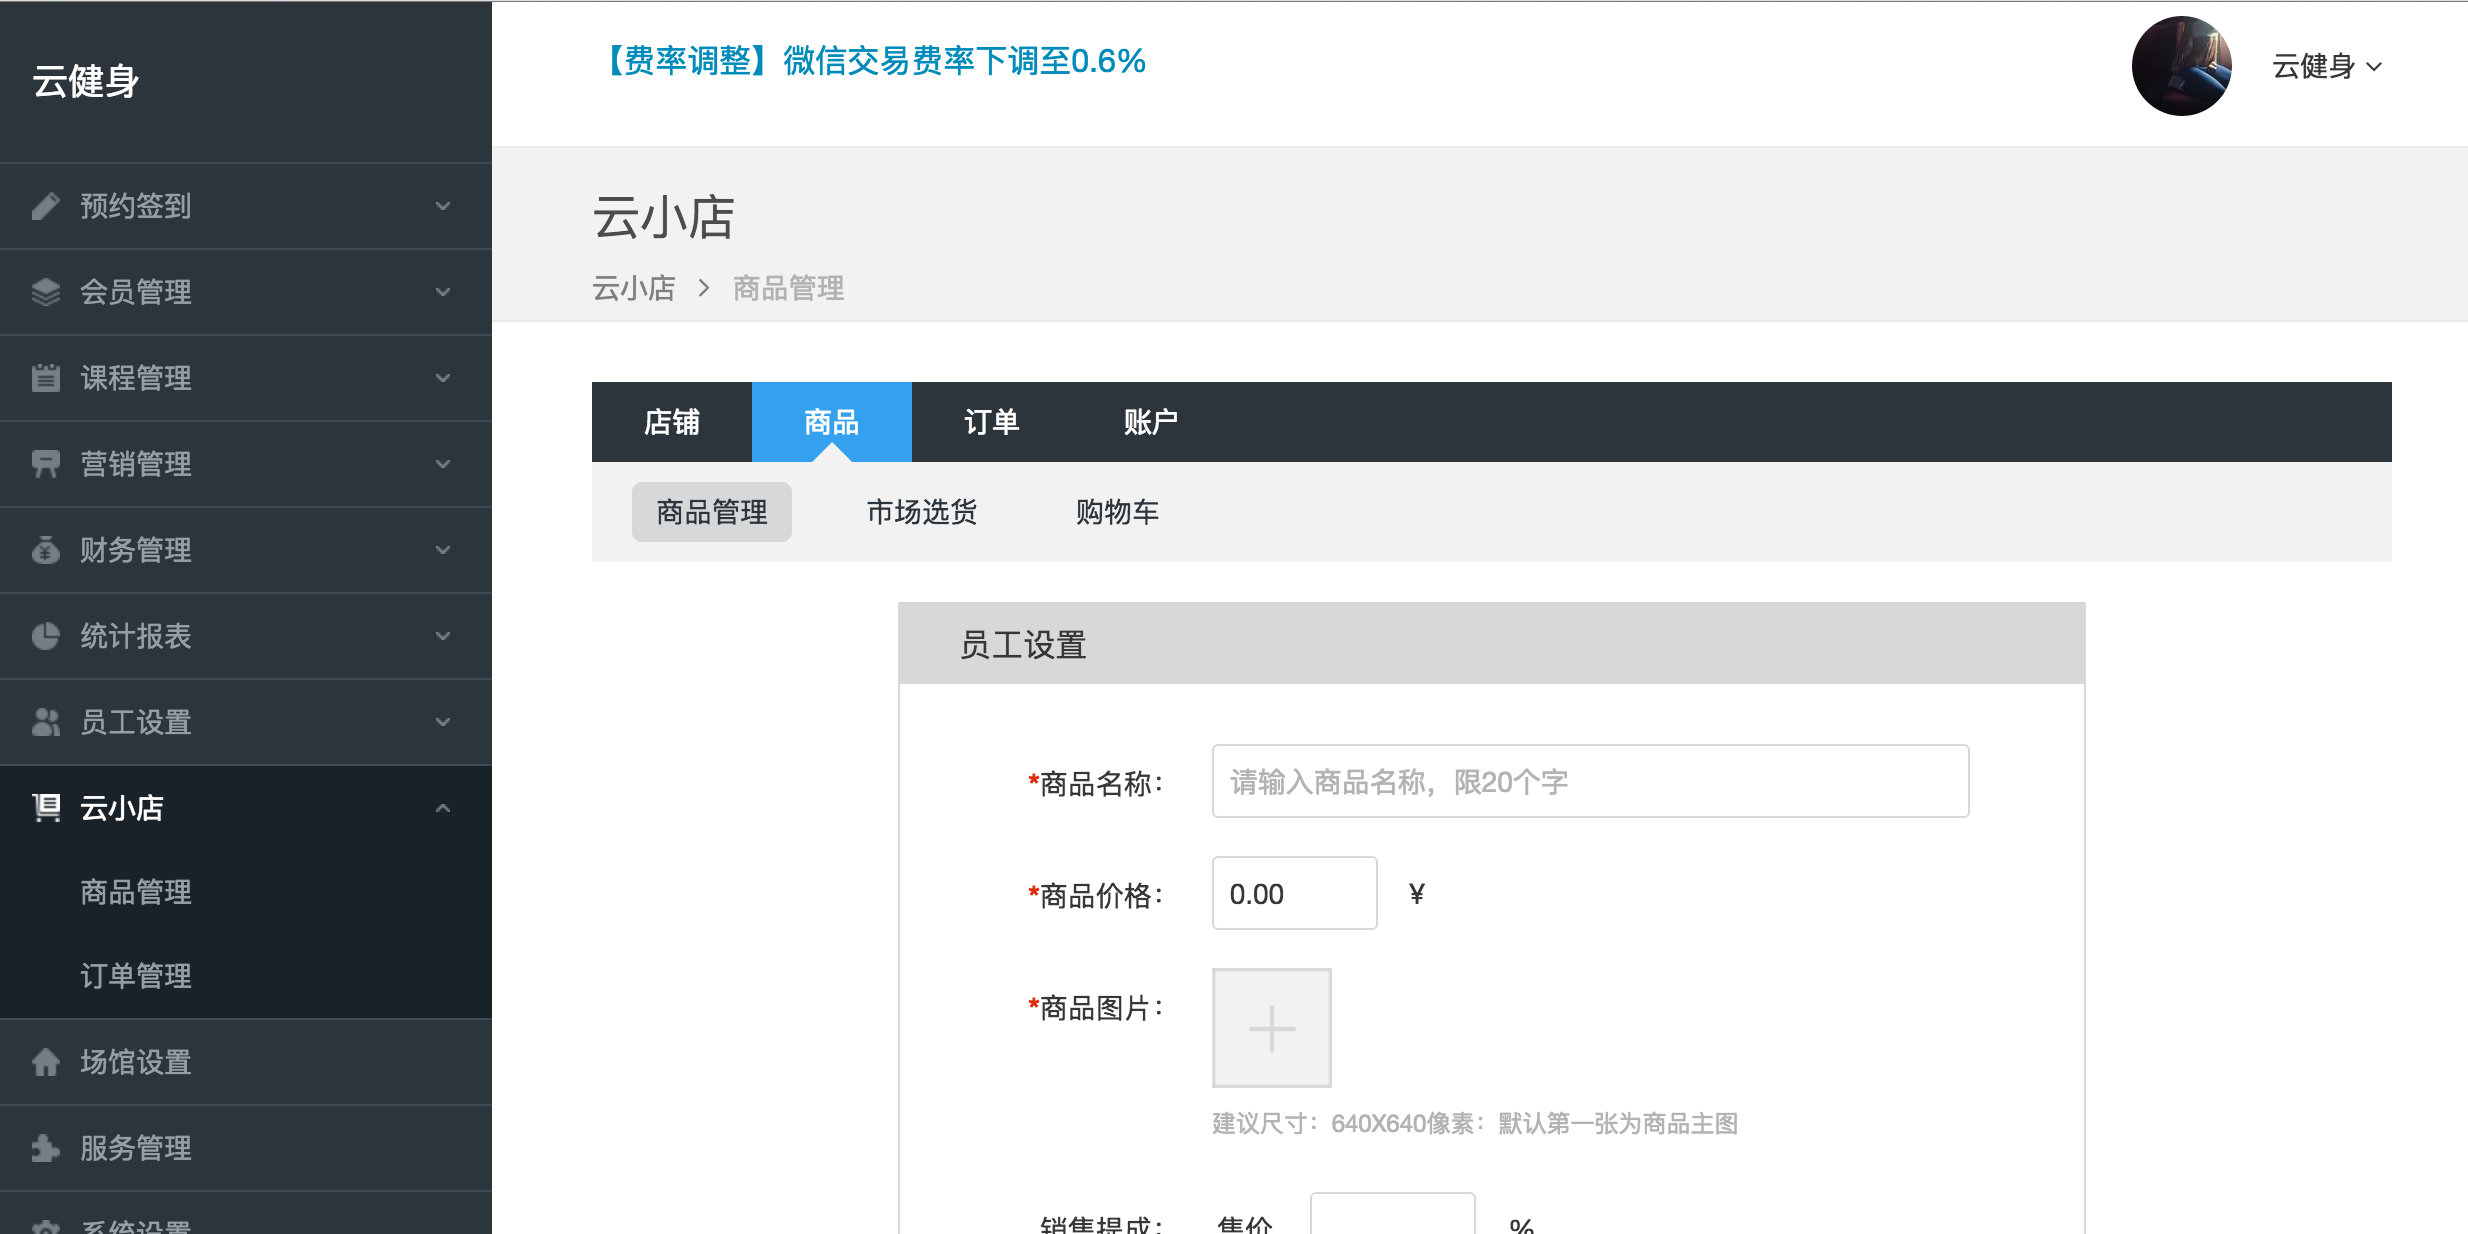 云健身
【费率调整】微信交易费率下调至0.6%
云健身
预约签到
会员管理
课程管理
营销管理
财务管理
统计报表
员工设置
云小店
商品管理
订单管理
场馆设置
服务管理
系统设置
云小店
云小店 > 商品管理
店铺 商品 订单 账户
商品管理 市场选货 购物车
员工设置
*商品名称： 请输入商品名称，限20个字
*商品价格： 0.00 ¥
*商品图片：
建议尺寸：640X640像素：默认第一张为商品主图
销售提成： 售价 %